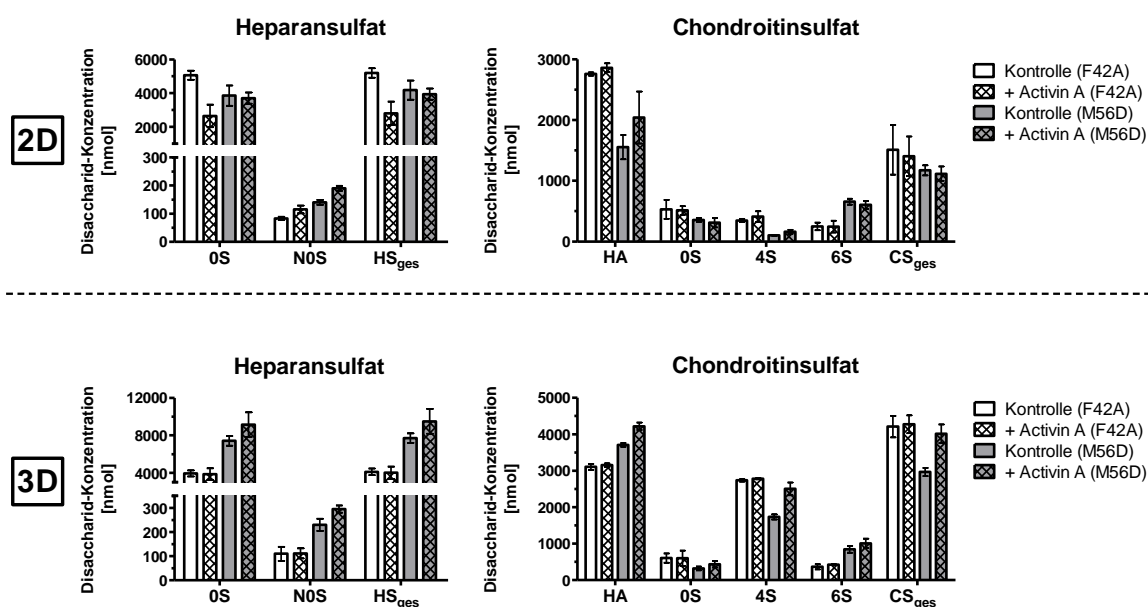 Heparansulfat
Chondroitinsulfat
2D
Disaccharid-Konzentration
[nmol]
6000
4000
2000
300
200
100
0
0S
N0S
HSges
Disaccharid-Konzentration
[nmol]
3000
2000
1000
0
HA
0S
4S
6S
CSges
Kontrolle (F42A)
+ Activin A (F42A)
Kontrolle (M56D)
+ Activin A (M56D)
Heparansulfat
Chondroitinsulfat
3D
Disaccharid-Konzentration
[nmol]
12000
8000
4000
300
200
100
0
0S
N0S
HSges
Disaccharid-Konzentration
[nmol]
5000
4000
3000
2000
1000
0
HA
0S
4S
6S
CSges
Kontrolle (F42A)
+ Activin A (F42A)
Kontrolle (M56D)
+ Activin A (M56D)